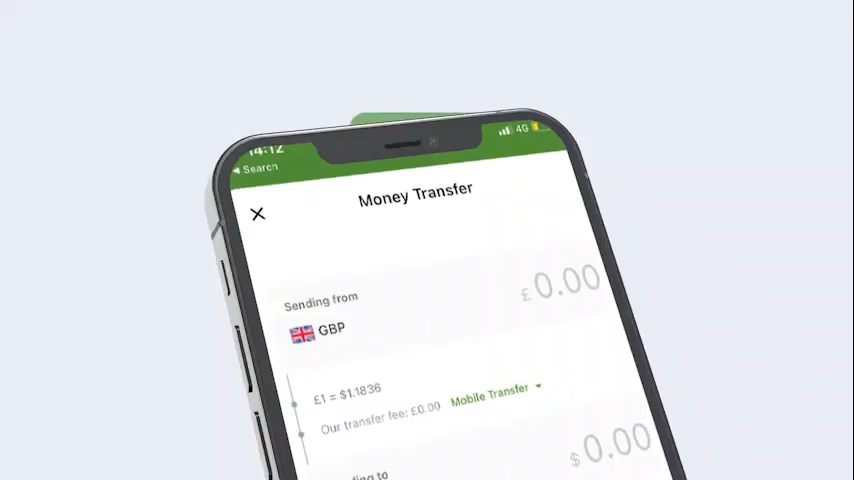 14:12
4G
◀ Search
Money Transfer
Sending from
£ 0.00
GBP
£1 = $1.1836
Our transfer fee: £0.00 Mobile Transfer
to
$ 0.00